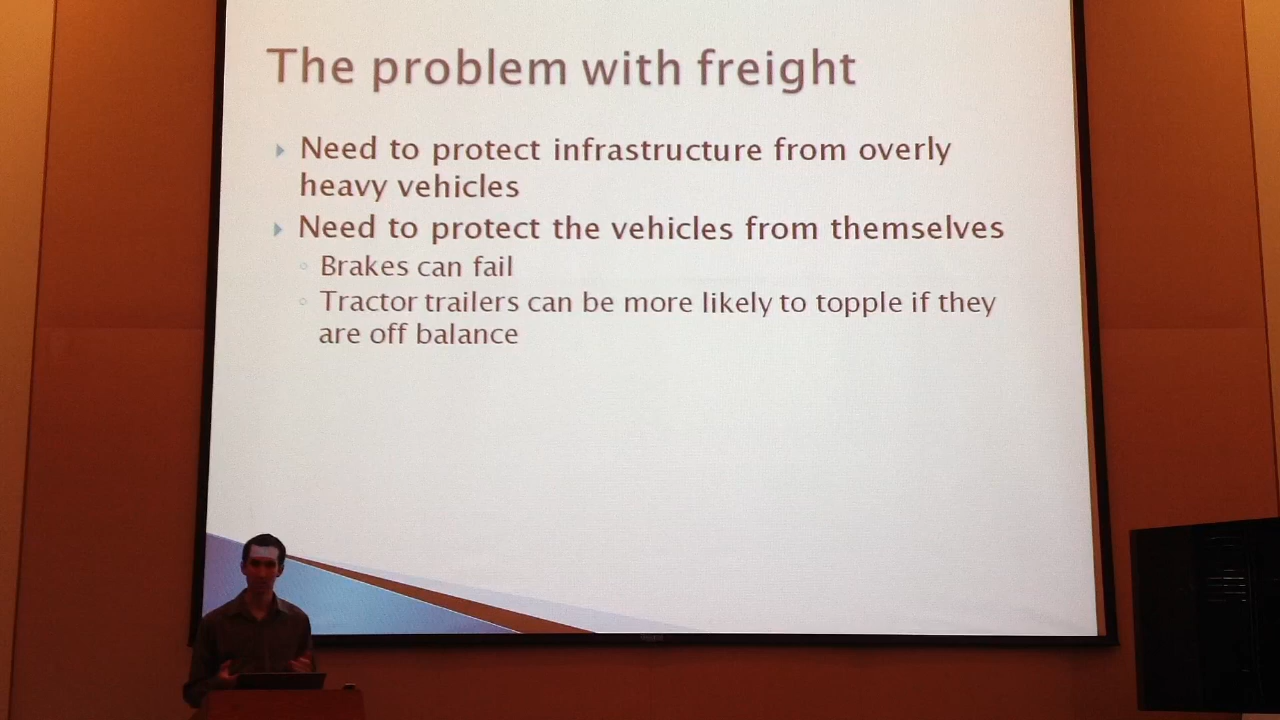 The problem with freight
Need to protect infrastructure from overly
heavy vehicles
Need to protect the vehicles from themselves
Brakes can fail
Tractor trailers can be more likely to topple if they
are off balance